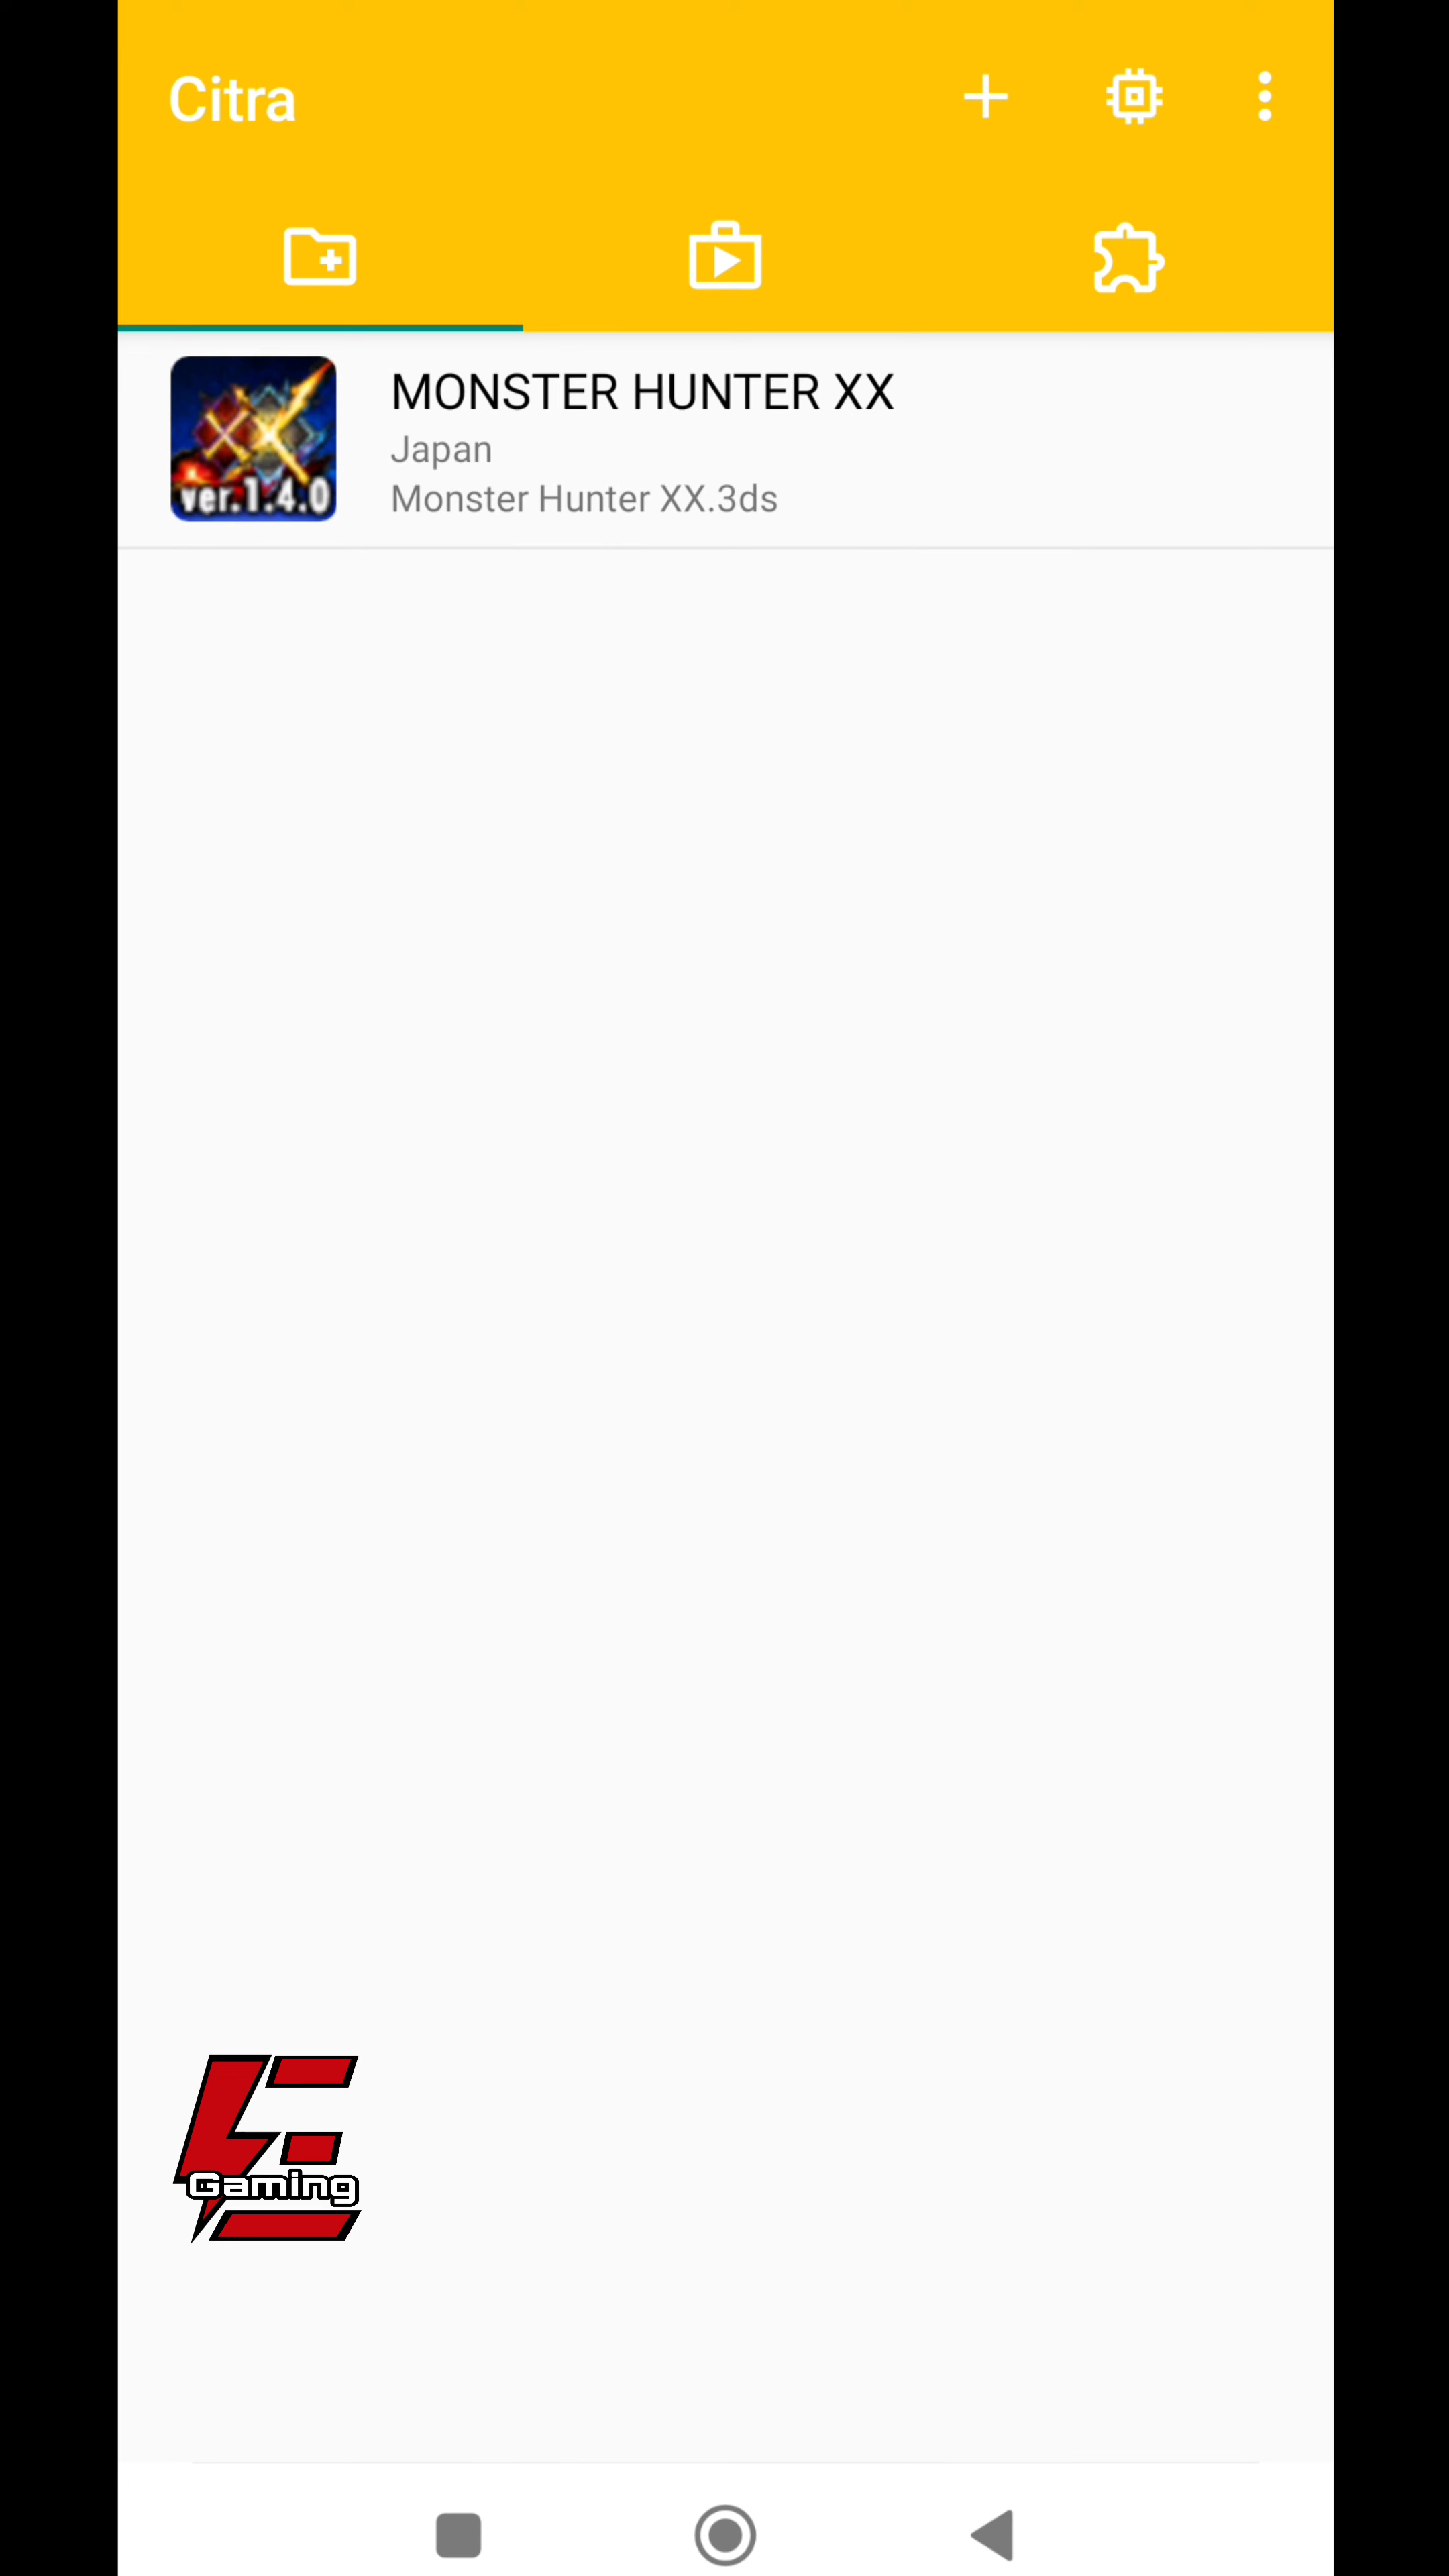 Citra
ver.1.4.0
MONSTER HUNTER XX
Japan
Monster Hunter XX.3ds
Gaming